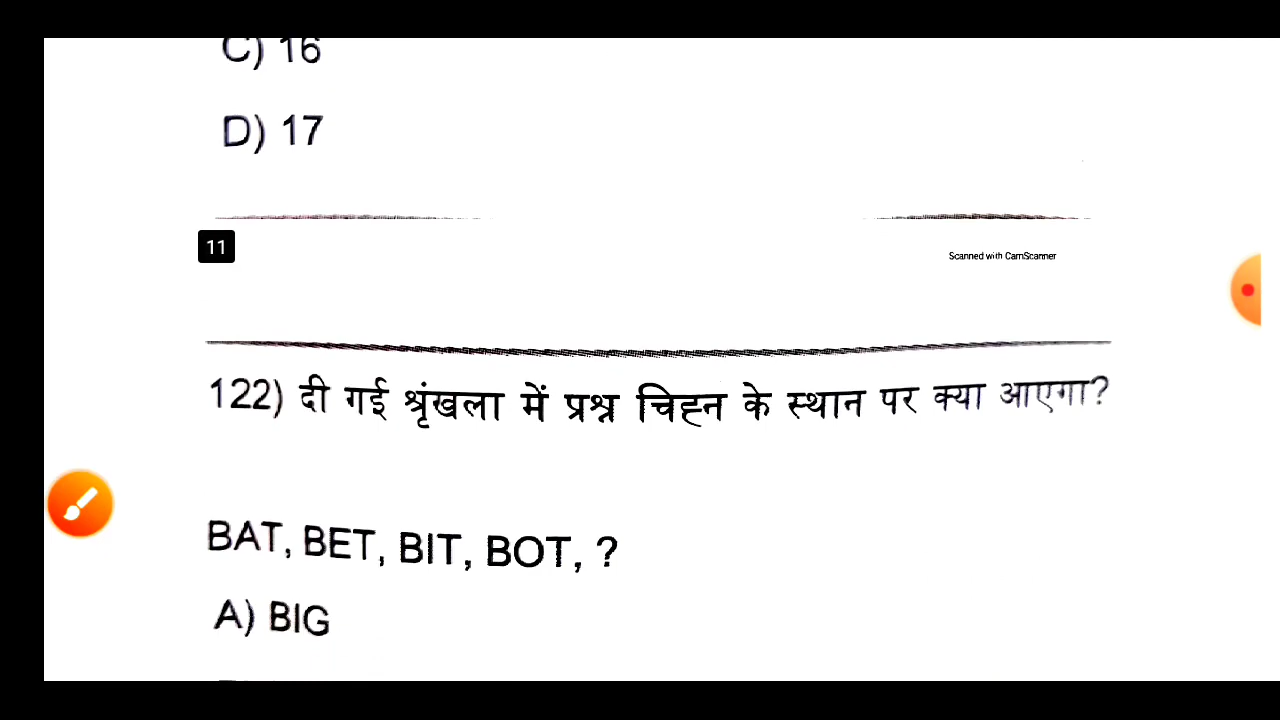 C) 16
D) 17
11
Scanned with CamScanner
122) दी गई श्रृंखला में प्रश्न चिह्न के स्थान पर क्या आएगा?
BAT, BET, BIT, BOT, ?
A) BIG